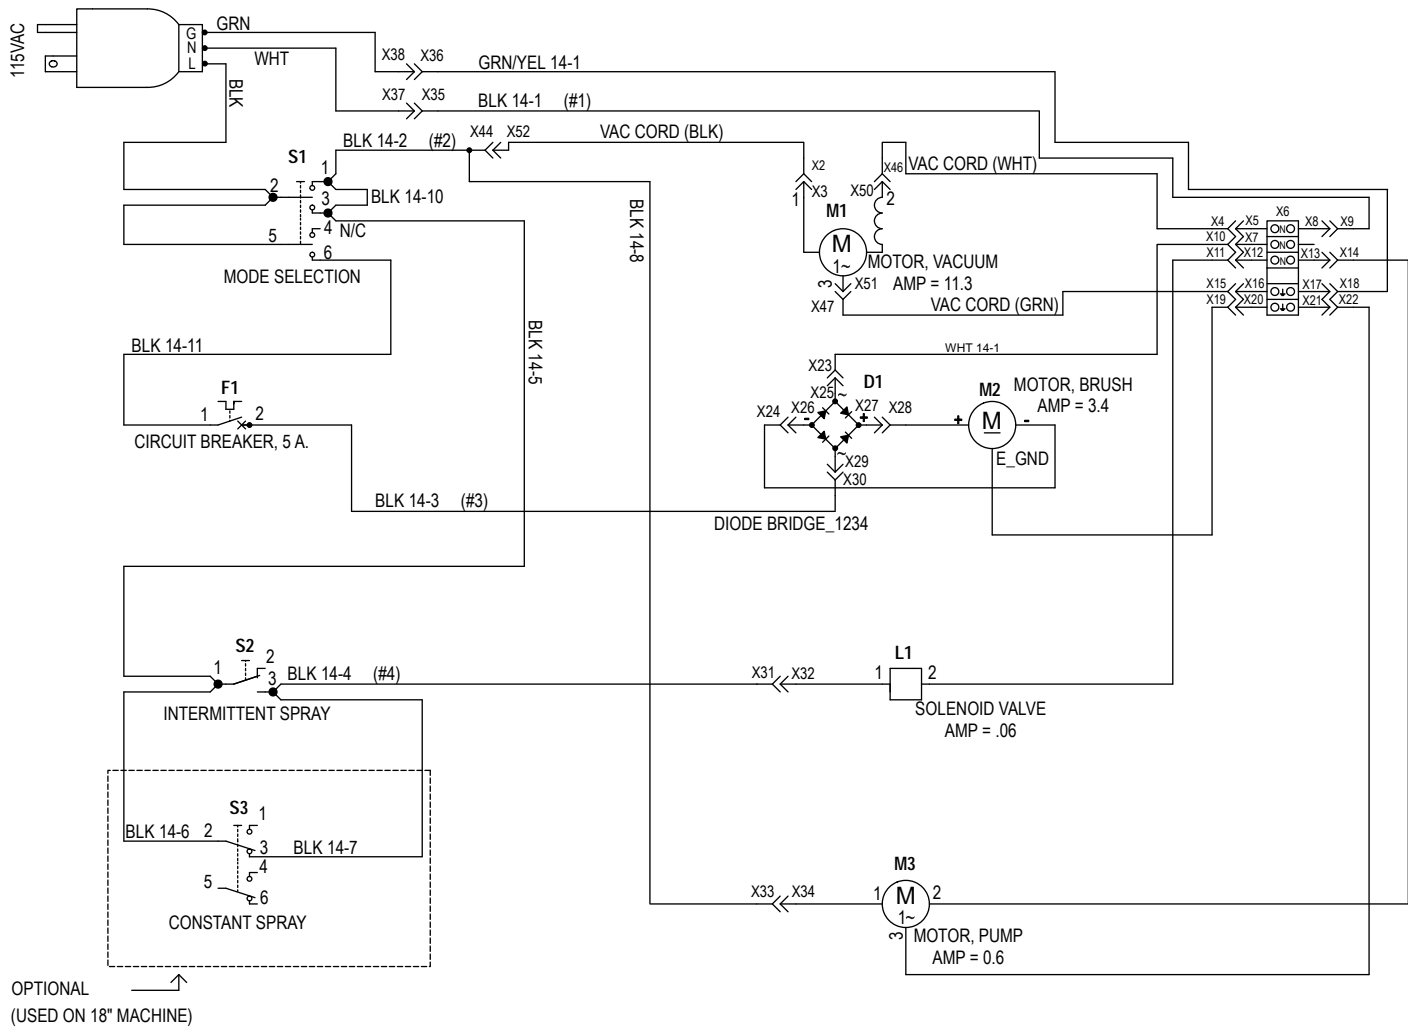 115VAC
G
N
L
GRN
WHT
BLK
X38 X36
GRN/YEL 14-1
X37 X35
BLK 14-1 (#1)
BLK 14-2 (#2)
X44 X52
VAC CORD (BLK)
S1
1
2
3
BLK 14-10
4 N/C
5
6
MODE SELECTION
BLK 14-8
X2
X3
1
X46
X50
2
VAC CORD (WHT)
M1
M
1~
MOTOR, VACUUM
AMP = 11.3
3
X51
X47
VAC CORD (GRN)
X6
X4 X5 ONO X8 X9
X10 X7 ONO
X11 X12 ONO X13 X14
X15 X16 O↓O X17 X18
X19 X20 O↓O X21 X22
BLK 14-11
BLK 14-5
WHT 14-1
F1
1 2
CIRCUIT BREAKER, 5 A.
X23
X25
~
D1
X24 X26
-
X27 X28
+
~
X29
X30
M2
MOTOR, BRUSH
AMP = 3.4
+ M -
E_GND
BLK 14-3 (#3)
DIODE BRIDGE_1234
S2
1
2
3
BLK 14-4 (#4)
INTERMITTENT SPRAY
X31 X32
L1
1 2
SOLENOID VALVE
AMP = .06
S3
1
BLK 14-6 2
3 BLK 14-7
4
5
6
CONSTANT SPRAY
X33 X34
M3
1 M 2
1~
3
MOTOR, PUMP
AMP = 0.6
OPTIONAL
(USED ON 18" MACHINE)